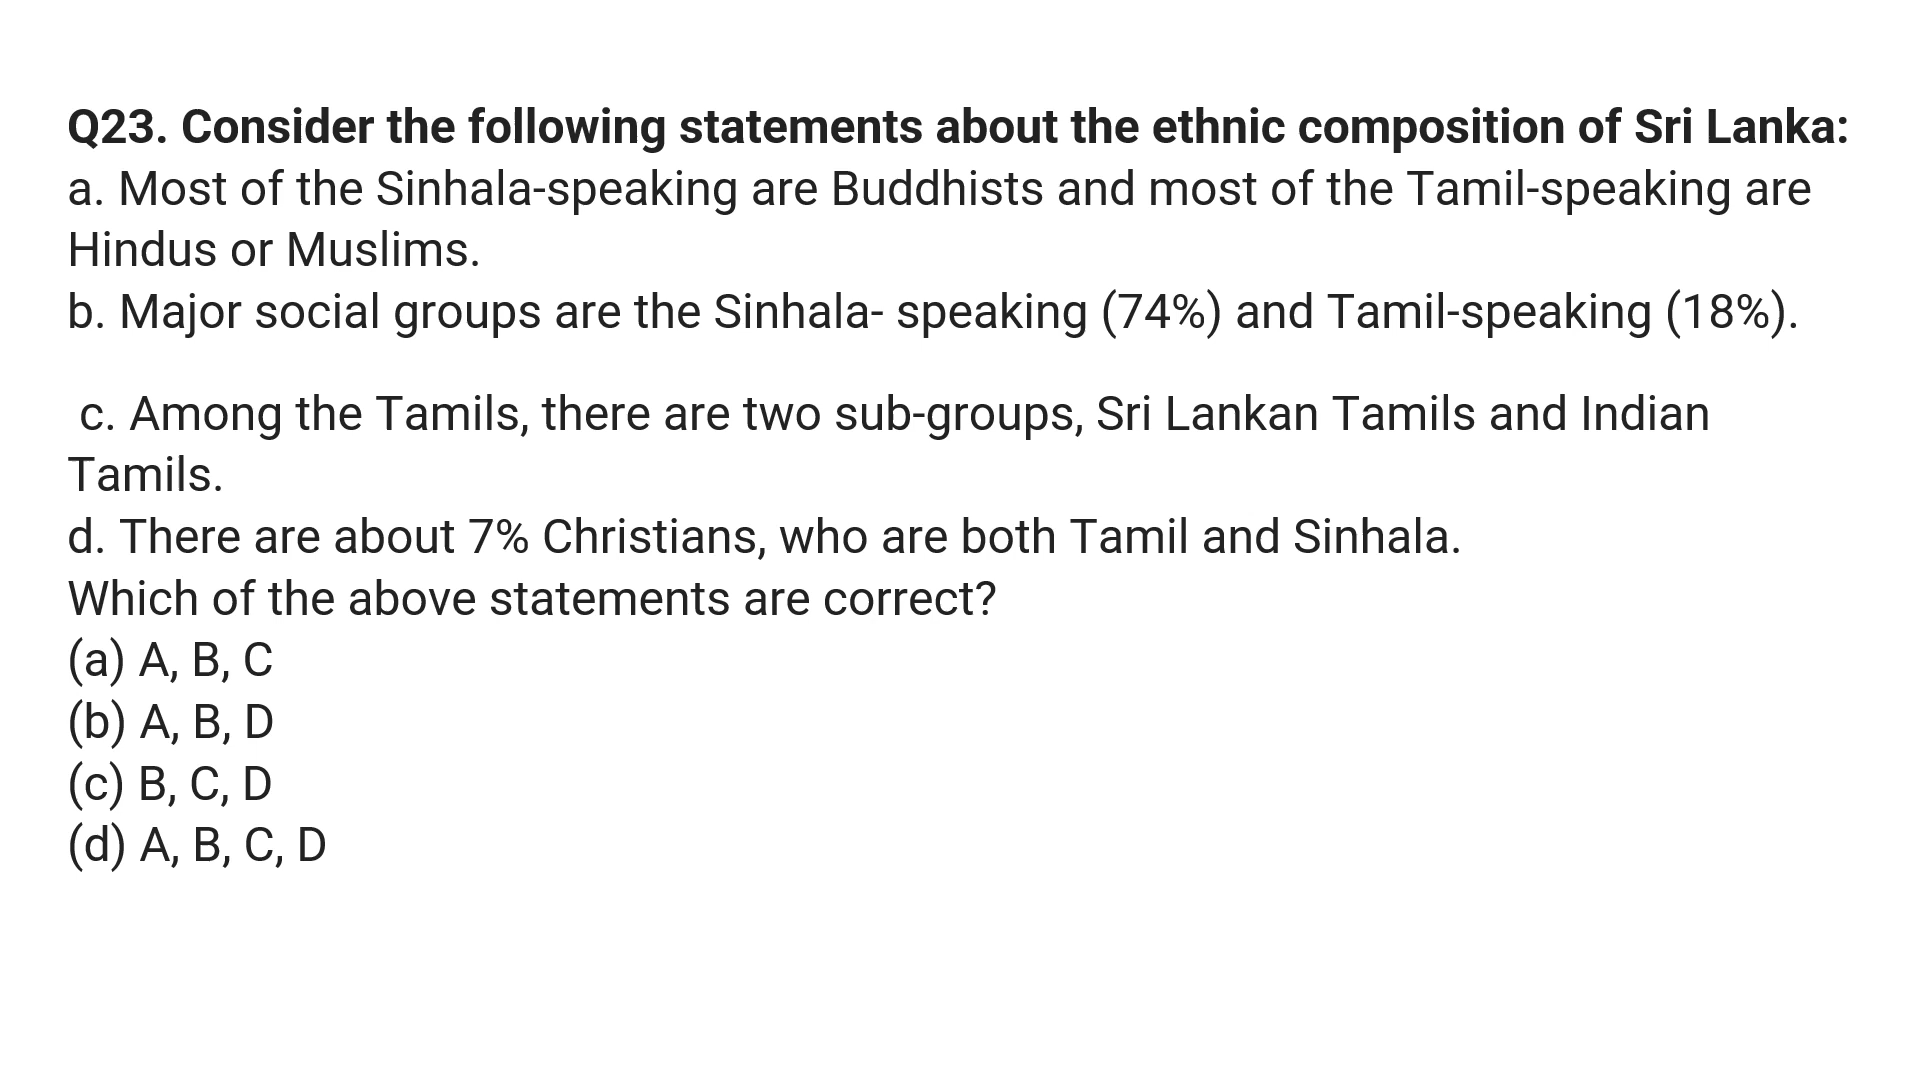 Q23. Consider the following statements about the ethnic composition of Sri Lanka:
a. Most of the Sinhala-speaking are Buddhists and most of the Tamil-speaking are
Hindus or Muslims.
b. Major social groups are the Sinhala- speaking (74%) and Tamil-speaking (18%).
c. Among the Tamils, there are two sub-groups, Sri Lankan Tamils and Indian
Tamils.
d. There are about 7% Christians, who are both Tamil and Sinhala.
Which of the above statements are correct?
(a) A, B, C
(b) A, B, D
(c) B, C, D
(d) A, B, C, D